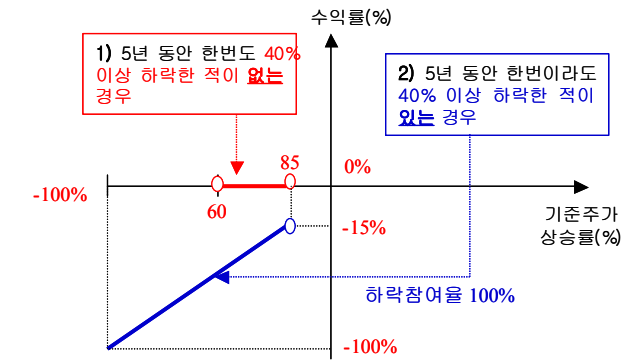 수익률(%)
1) 5년 동안 한번도 40%
이상 하락한 적이 없는
경우
2) 5년 동안 한번이라도
40% 이상 하락한 적이
있는 경우
85
0%
-100%
60
기준주가
상승률(%)
-15%
하락참여율 100%
-100%